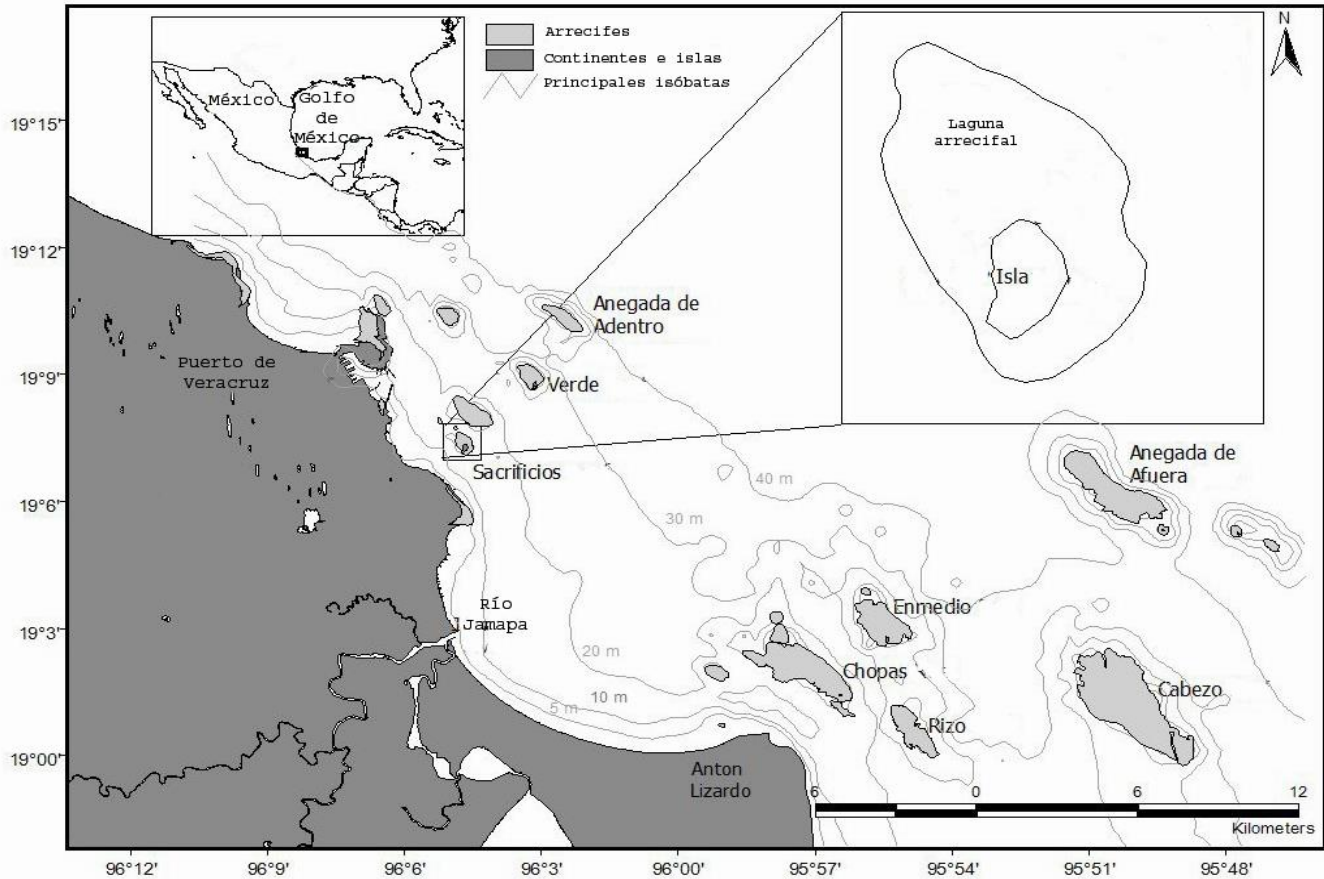 Arrecifes
Continentes e islas
Principales isóbatas
N
México
Golfo
de
México
Laguna
arrecifal
Isla
19°15'
19°12'
19°9'
19°6'
19°3'
19°00'
Anegada de
Adentro
Puerto de
Veracruz
Verde
Sacrificios
Anegada de
Afuera
40 m
30 m
20 m
10 m
5 m
Río
Jamapa
Enmedio
Chopas
Cabezo
Rizo
Anton
Lizardo
6 0 6 12
Kilometers
96°12' 96°9' 96°6' 96°3' 96°00' 95°57' 95°54' 95°51' 95°48'